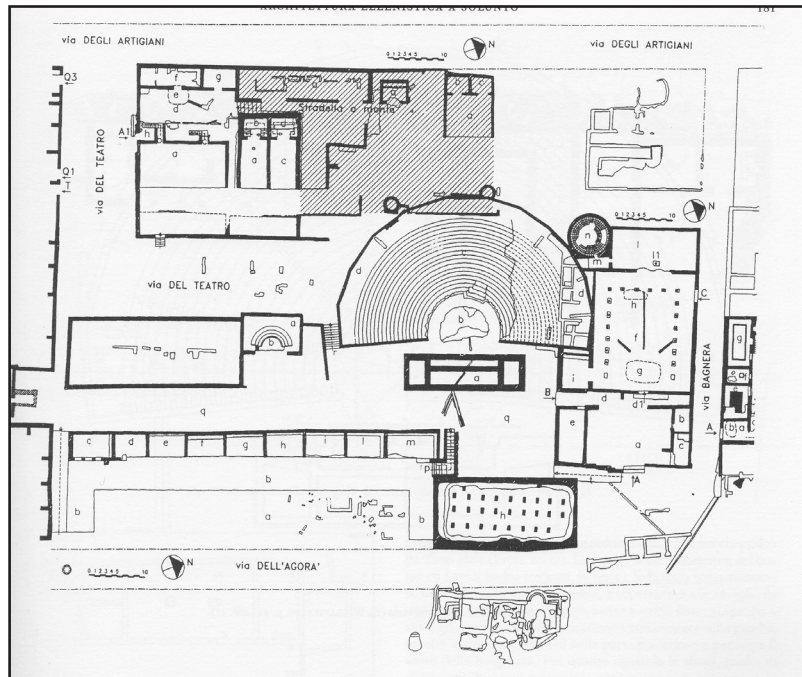 ARCHITETTURA ELLENISTICA A SOLUNTO 181
via DEGLI ARTIGIANI
0 1 2 3 4 5 10
N
via DEGLI ARTIGIANI
Q3
f
g
e
d
a
Stradella a monte
a
b
a
via DEL TEATRO
A1
h
b
d
a
a
c
Q1
T
N
0 1 2 3 4 5 10
n
l
m
l1
via DEL TEATRO
d
c
d
h
C
f
b
g
a
b
r
g
i
a
via BAGNERA
B
d
d1
q
q
A
b
a
e
a
b
c
c
d
e
f
g
h
i
l
m
p
A
b
h
b
a
b
0 1 2 3 4 5 10
N
via DELL'AGORA'